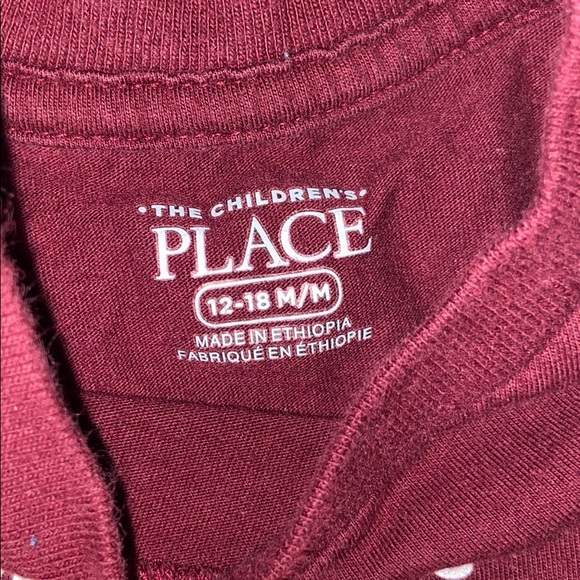 • THE CHILDREN'S •
PLACE
12-18 M/M
MADE IN ETHIOPIA
FABRIQUÉ EN ÉTHIOPIE